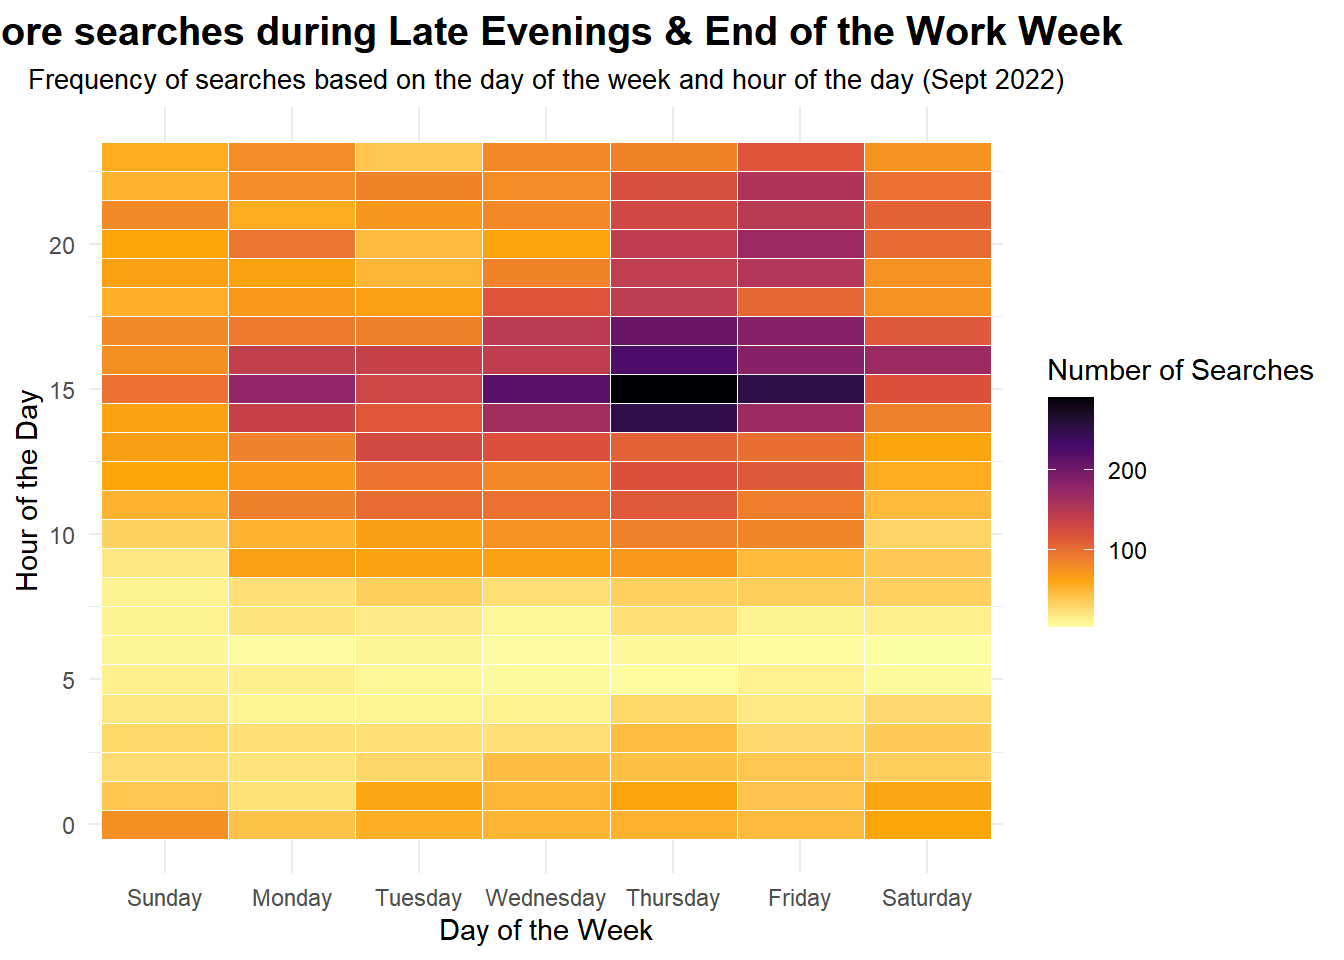 ore searches during Late Evenings & End of the Work Week
Frequency of searches based on the day of the week and hour of the day (Sept 2022)
20
15
10
5
0
Hour of the Day
Sunday Monday Tuesday Wednesday Thursday Friday Saturday
Day of the Week
Number of Searches
200
100